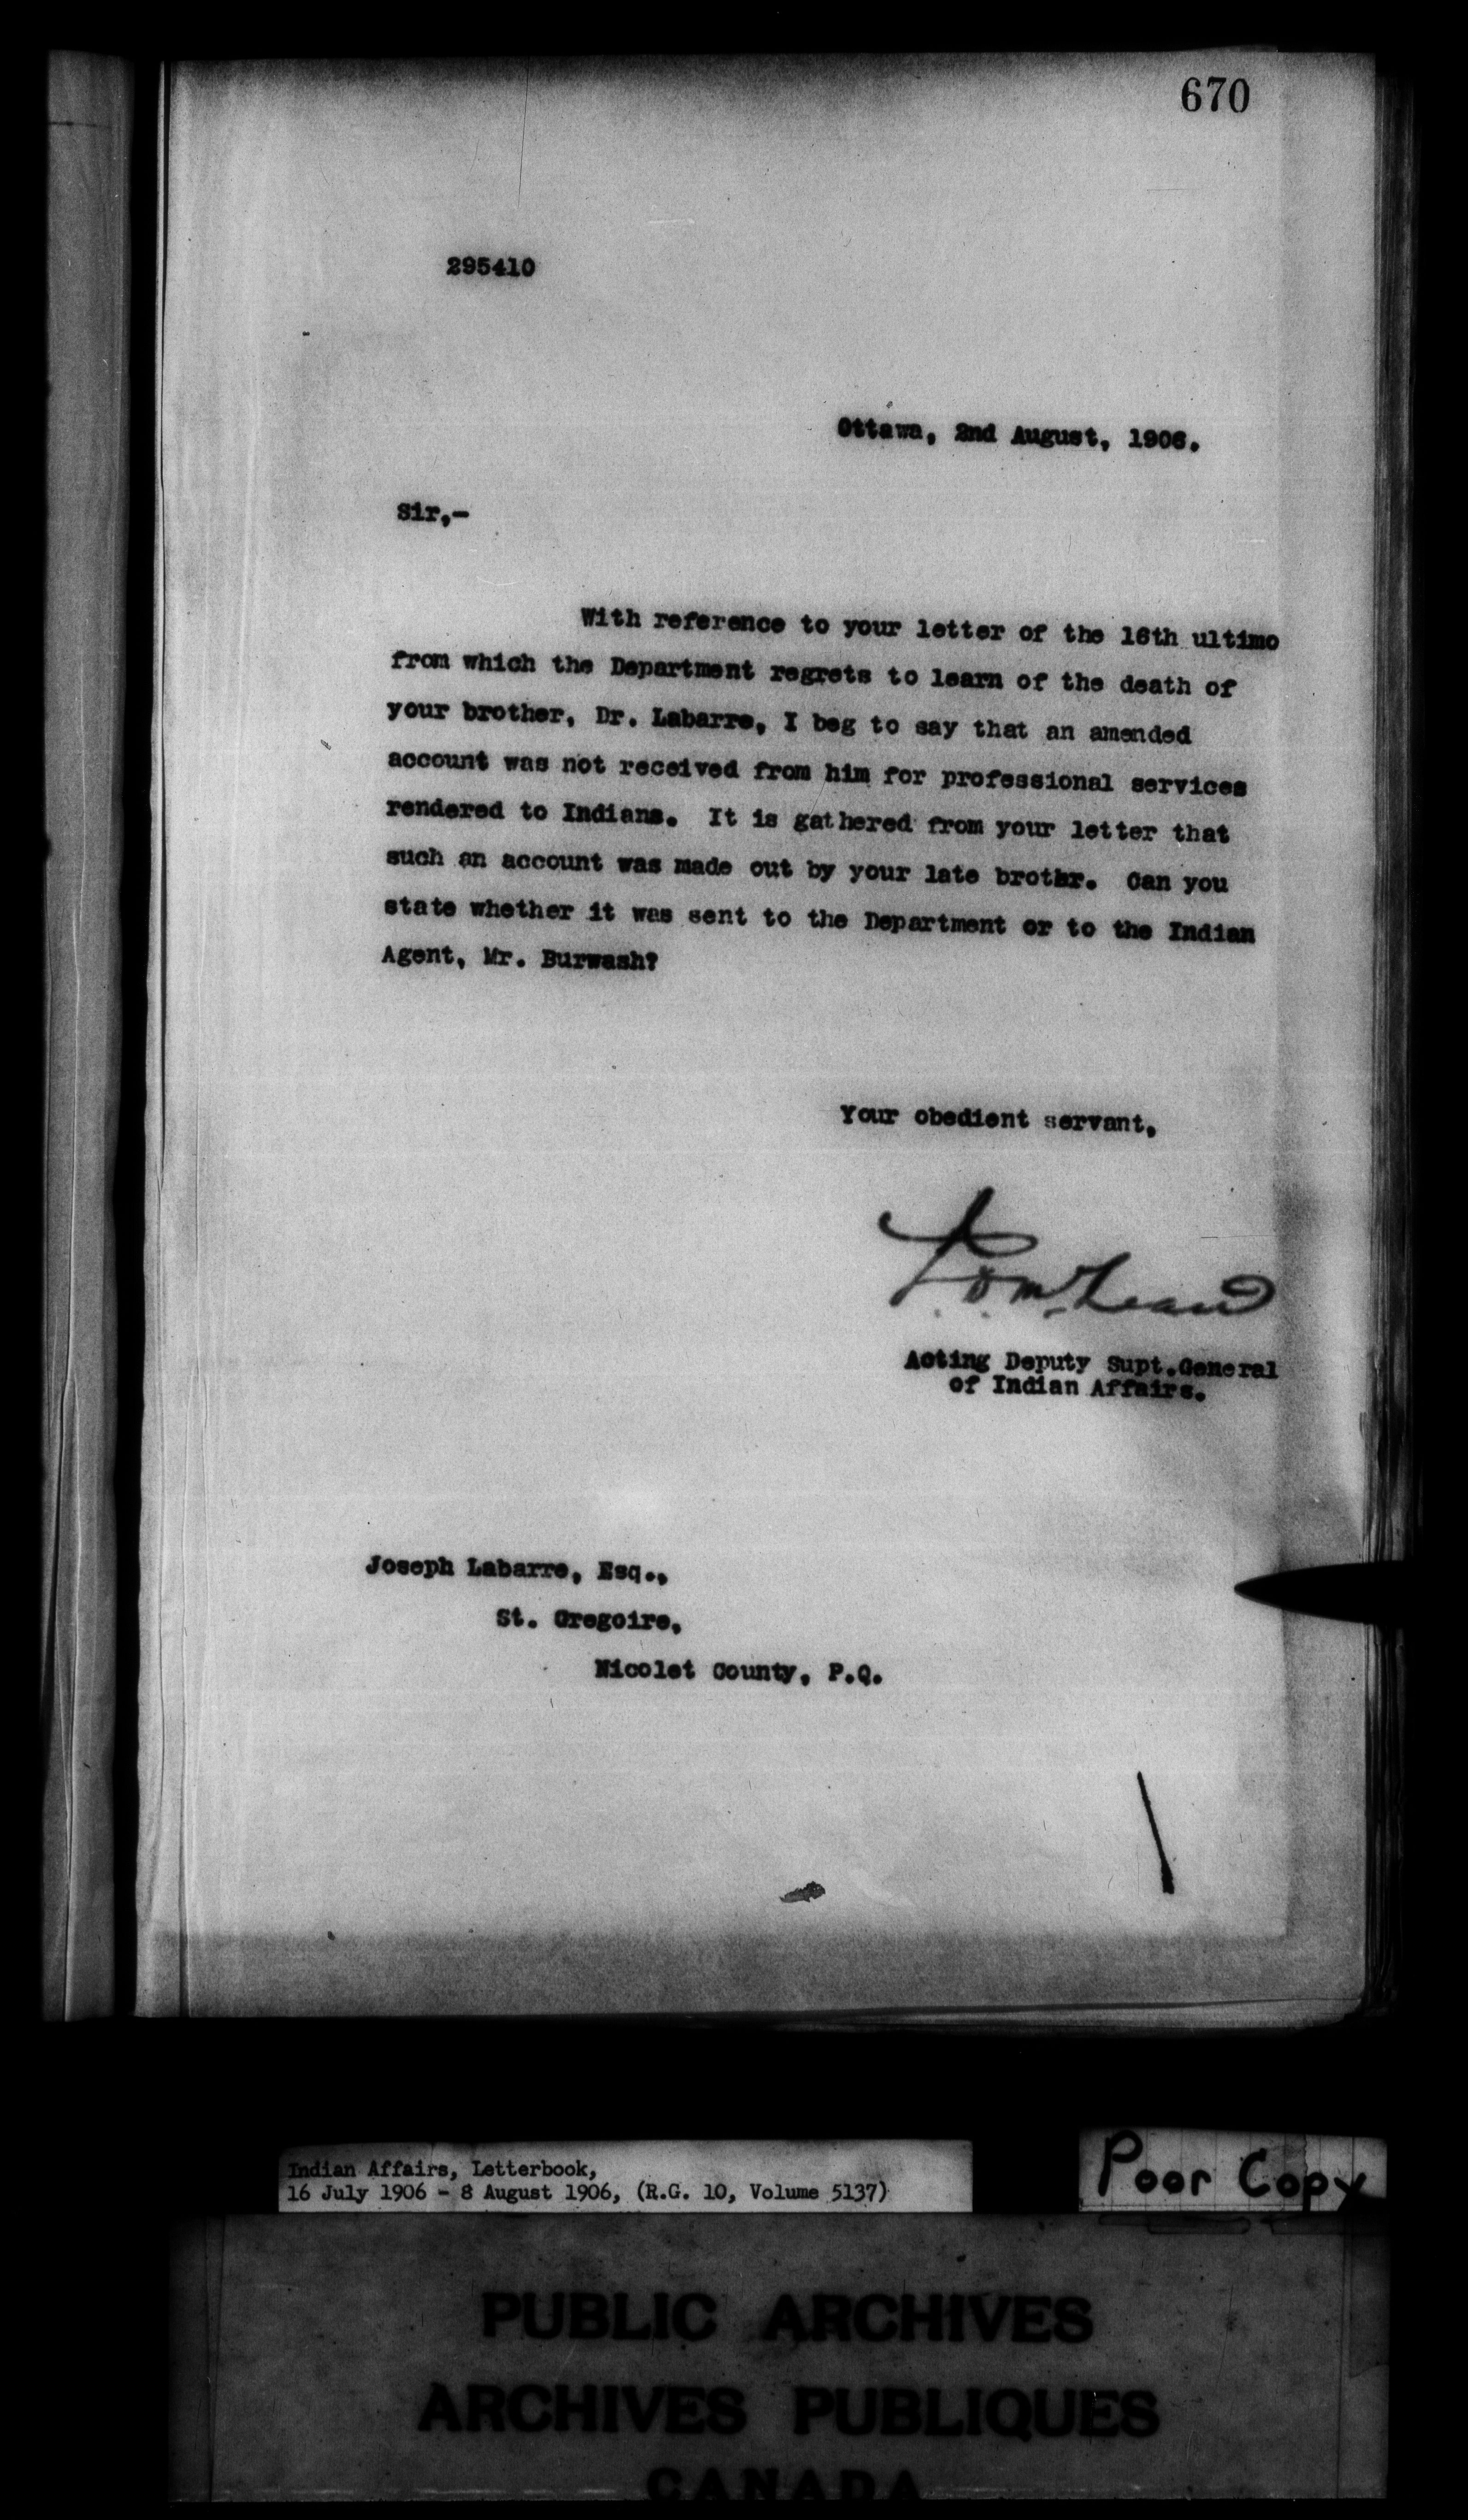 670
295410
Ottawa, 2nd August, 1906.
Sir,-
With reference to your letter of the 16th ultimo
from which the Department regrets to learn of the death of
your brother, Dr. Labarre, I beg to say that an amended
account was not received from him for professional services
rendered to Indians. It is gathered from your letter that
such an account was made out by your late brothr. Can you
state whether it was sent to the Department or to the Indian
Agent, Mr. Burwash?
Your obedient servant,
McLean
Acting Deputy Supt.General
of Indian Affairs.
Joseph Labarre, Esq.,
St. Gregoire,
Nicolet County, P.Q.
Indian Affairs, Letterbook,
16 July 1906 - 8 August 1906, (R.G. 10, Volume 5137)
Poor Copy
PUBLIC ARCHIVES
ARCHIVES PUBLIQUES
CANADA